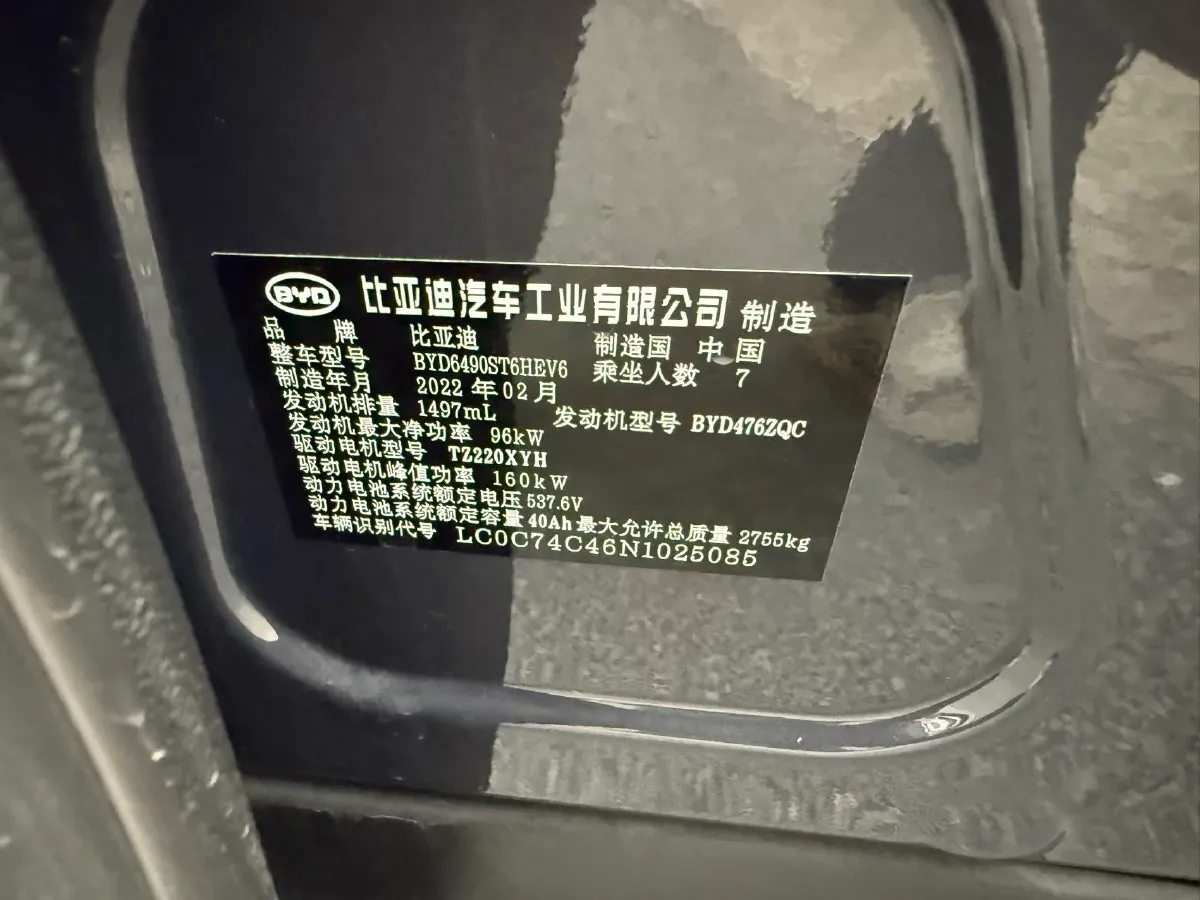 BYD 比亚迪汽车工业有限公司 制造
品 牌 比亚迪 制造国 中国
整车型号 BYD6490ST6HEV6 乘坐人数 7
制造年月 2022 年 02 月
发动机排量 1497mL 发动机型号 BYD476ZQC
发动机最大净功率 96kW
驱动电机型号 TZ220XYH
驱动电机峰值功率 160kW
动力电池系统额定电压 537.6V
动力电池系统额定容量 40Ah 最大允许总质量 2755kg
车辆识别代号 LC0C74C46N1025085